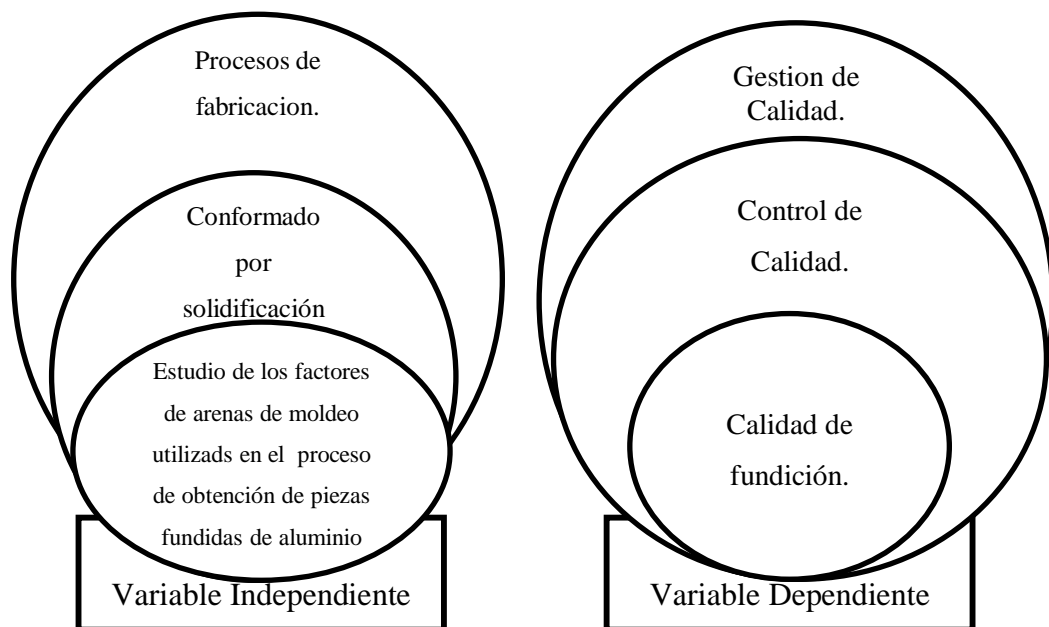 Procesos de
fabricacion.
Conformado
por
solidificación
Estudio de los factores
de arenas de moldeo
utilizads en el proceso
de obtención de piezas
fundidas de aluminio
Variable Independiente
Gestion de
Calidad.
Control de
Calidad.
Calidad de
fundición.
Variable Dependiente